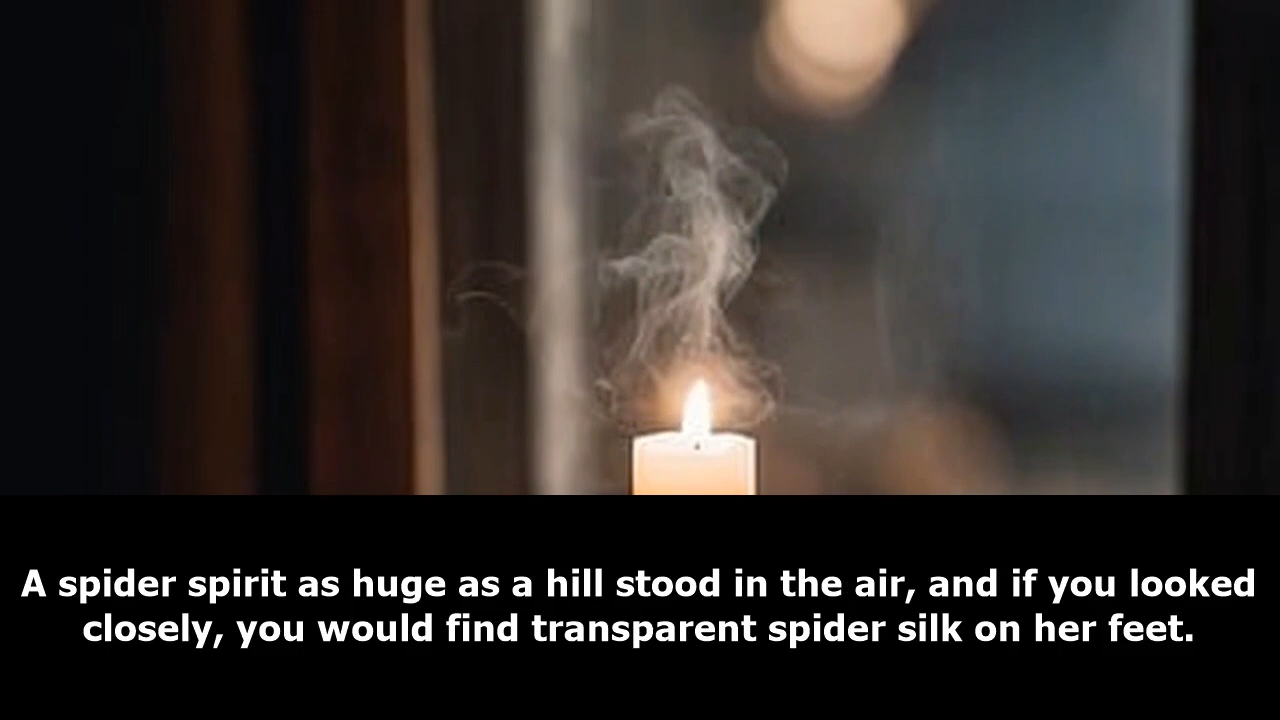 A spider spirit as huge as a hill stood in the air, and if you looked
closely, you would find transparent spider silk on her feet.